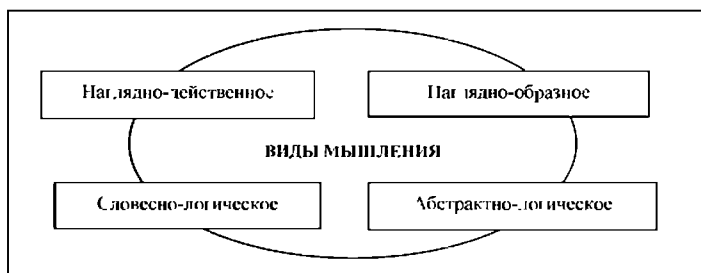 Наглядно-действенное
Наглядно-образное
ВИДЫ МЫШЛЕНИЯ
Словесно-логическое
Абстрактно-логическое